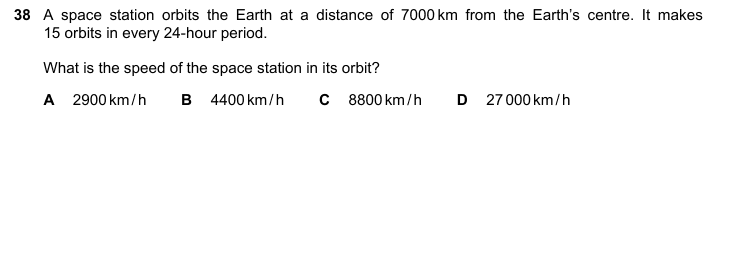 38 A space station orbits the Earth at a distance of 7000 km from the Earth's centre. It makes
15 orbits in every 24-hour period.
What is the speed of the space station in its orbit?
A 2900 km / h B 4400 km / h C 8800 km / h D 27 000 km / h